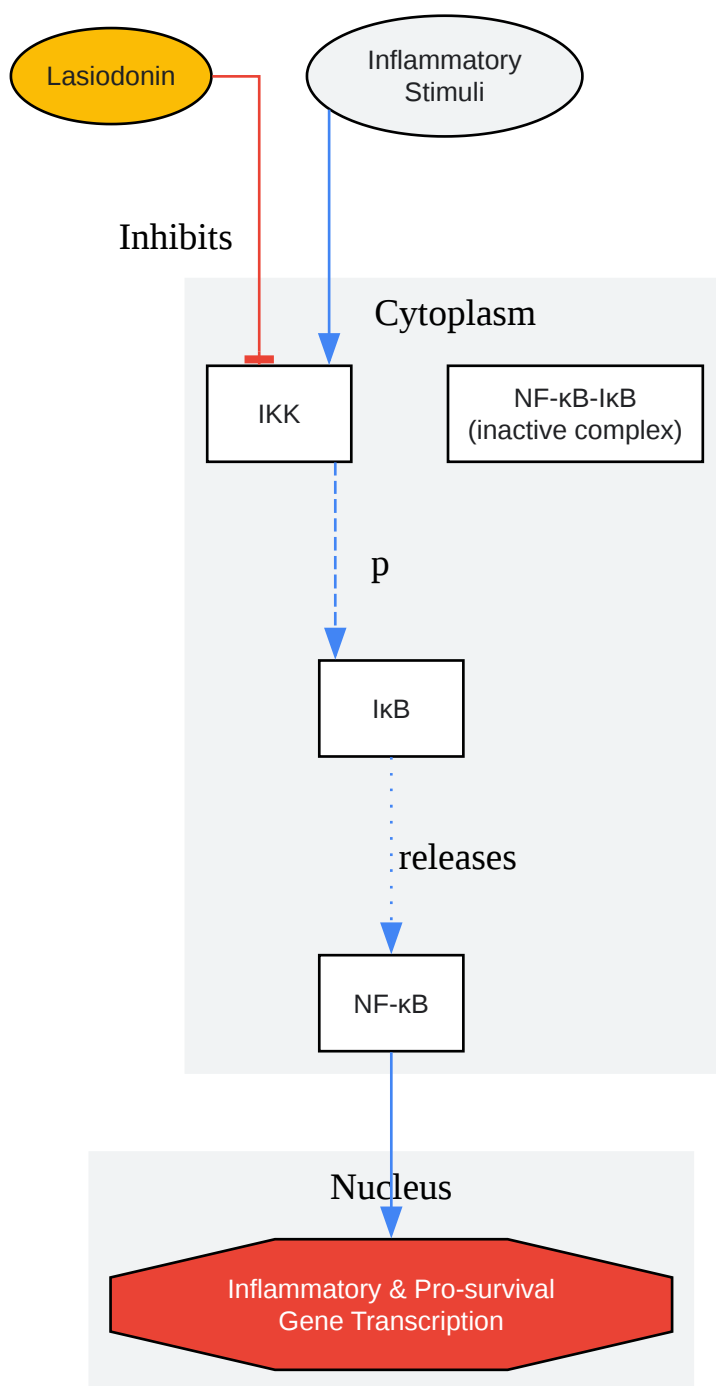 Lasiodonin
Inflammatory
Stimuli
Inhibits
Cytoplasm
IKK
NF-κB-IκB
(inactive complex)
p
IκB
releases
NF-κB
Nucleus
Inflammatory & Pro-survival
Gene Transcription